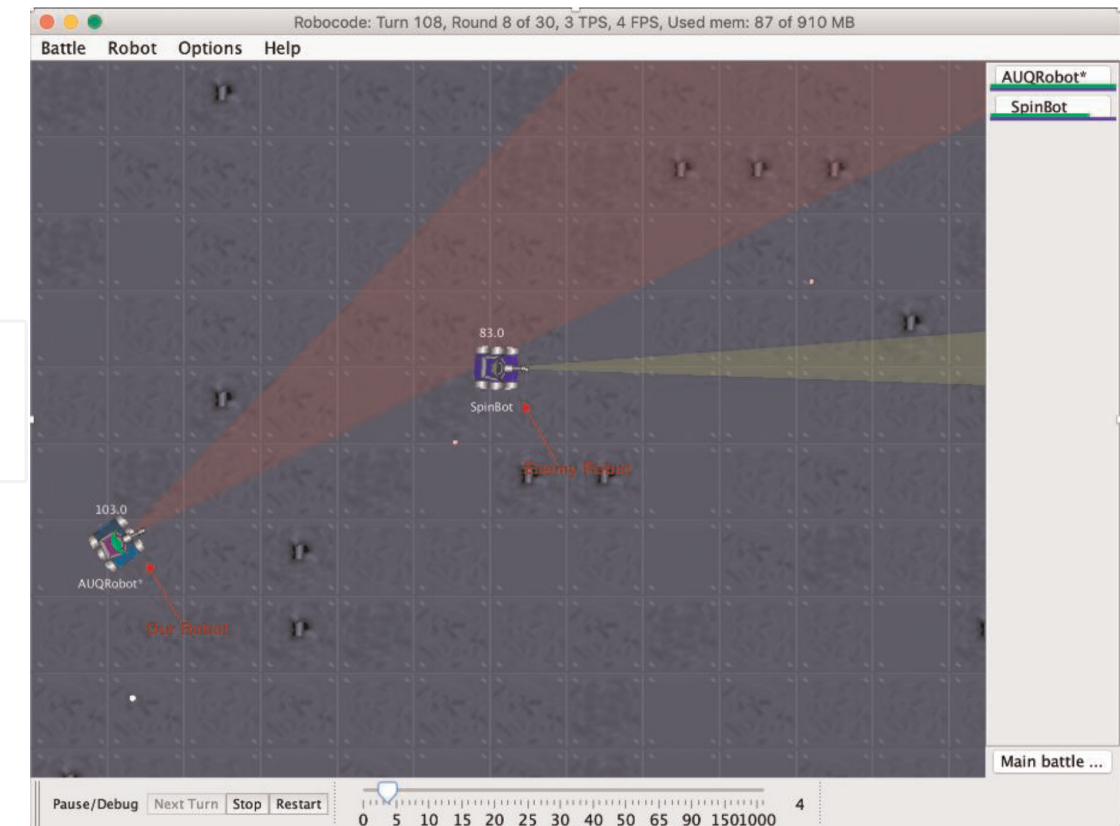 Robocode: Turn 108, Round 8 of 30, 3 TPS, 4 FPS, Used mem: 87 of 910 MB
Battle Robot Options Help
AUQRobot*
SpinBot
83.0
SpinBot
Enemy Robot
103.0
AUQRobot*
Our Robot
Main battle ...
Pause/Debug Next Turn Stop Restart
4
0 5 10 15 20 25 30 40 50 65 90 1501000